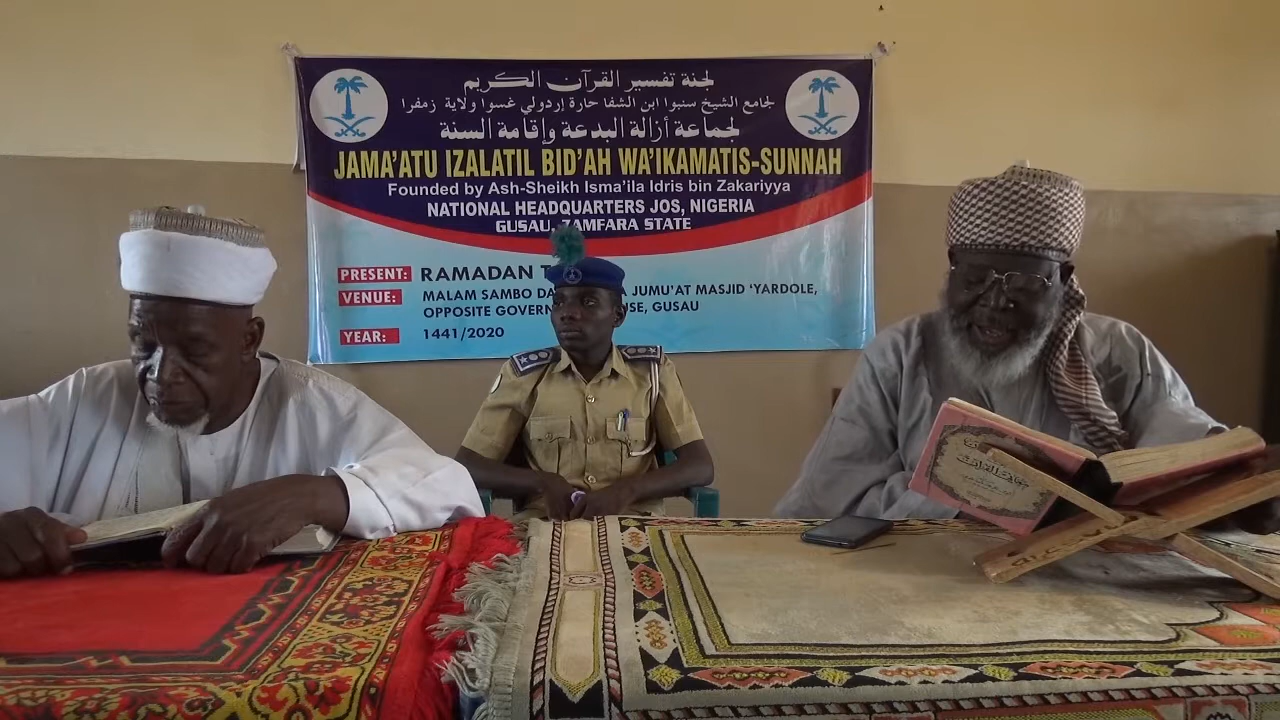 لجنة تفسير القرآن الكريم
لجامع الشيخ سنبوا ابن الشفا حارة إردولي غسوا ولاية زمفرا
لجماعة أزالة البدعة وإقامة السنة
JAMA'ATU IZALATIL BID'AH WA'IKAMATIS-SUNNAH
Founded by Ash-Sheikh Isma'ila Idris bin Zakariyya
NATIONAL HEADQUARTERS JOS, NIGERIA
GUSAU, ZAMFARA STATE
PRESENT: RAMADAN T
VENUE: MALAM SAMBO DA JUMU'AT MASJID 'YARDOLE,
OPPOSITE GOVERN SE, GUSAU
YEAR: 1441/2020